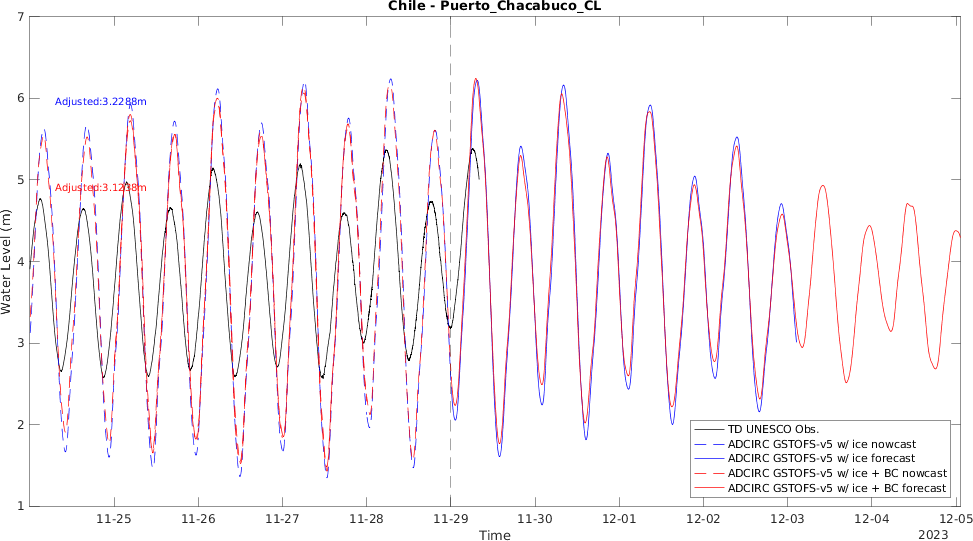 Chile - Puerto_Chacabuco_CL
7
6
5
4
3
2
1
Water Level (m)
Adjusted:3.2288m
Adjusted:3.1238m
TD UNESCO Obs.
ADCIRC GSTOFS-v5 w/ ice nowcast
ADCIRC GSTOFS-v5 w/ ice forecast
ADCIRC GSTOFS-v5 w/ ice + BC nowcast
ADCIRC GSTOFS-v5 w/ ice + BC forecast
11-25 11-26 11-27 11-28 11-29 11-30 12-01 12-02 12-03 12-04 12-05
Time
2023